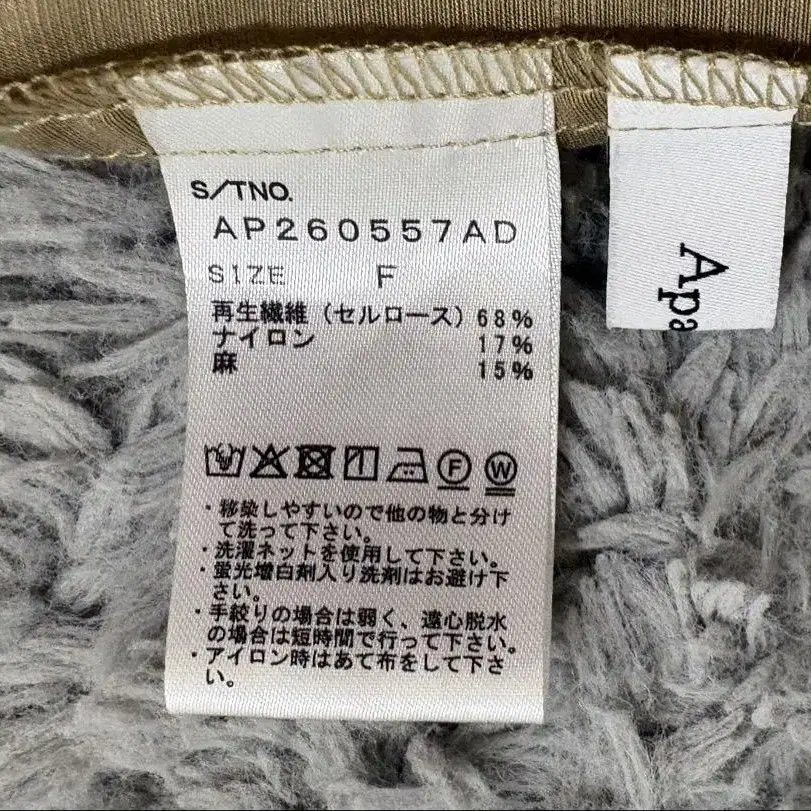 S/TNO.
AP260557AD
SIZE F
再生繊維（セルロース）68%
ナイロン 17%
麻 15%
F W
・移染しやすいので他の物と分け
て洗って下さい。
・洗濯ネットを使用して下さい。
・蛍光増白剤入り洗剤はお避け下
さい。
・手絞りの場合は弱く、遠心脱水
の場合は短時間で行って下さい。
・アイロン時はあて布をして下さ
い。
Apa